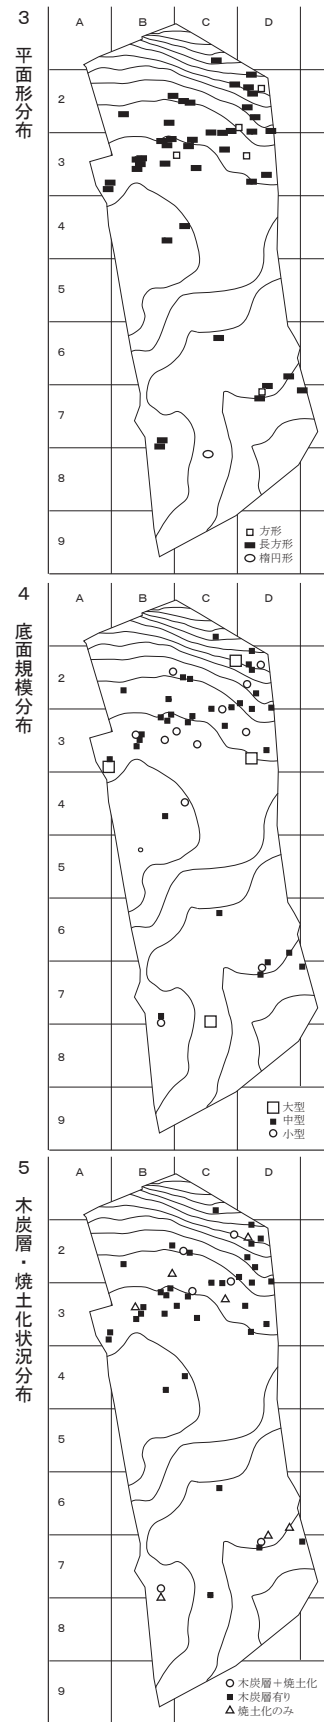 3 平面形分布
A B C D
2
3
4
5
6
7
8
9
方形
長方形
楕円形
4 底面規模分布
A B C D
2
3
4
5
6
7
8
9
大型
中型
小型
5 木炭層・焼土化状況分布
A B C D
2
3
4
5
6
7
8
9
木炭層+焼土化
木炭層有り
焼土化のみ